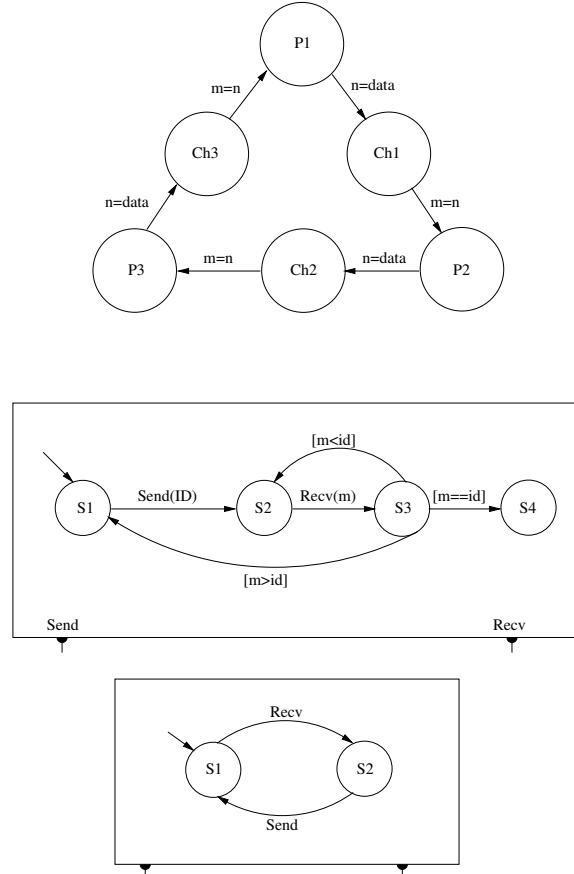 P1
m=n
n=data
Ch3
Ch1
n=data
m=n
P3
m=n
Ch2
n=data
P2
[m<id]
S1
Send(ID)
S2
Recv(m)
S3
[m==id]
S4
[m>id]
Send
Recv
Recv
S1
S2
Send